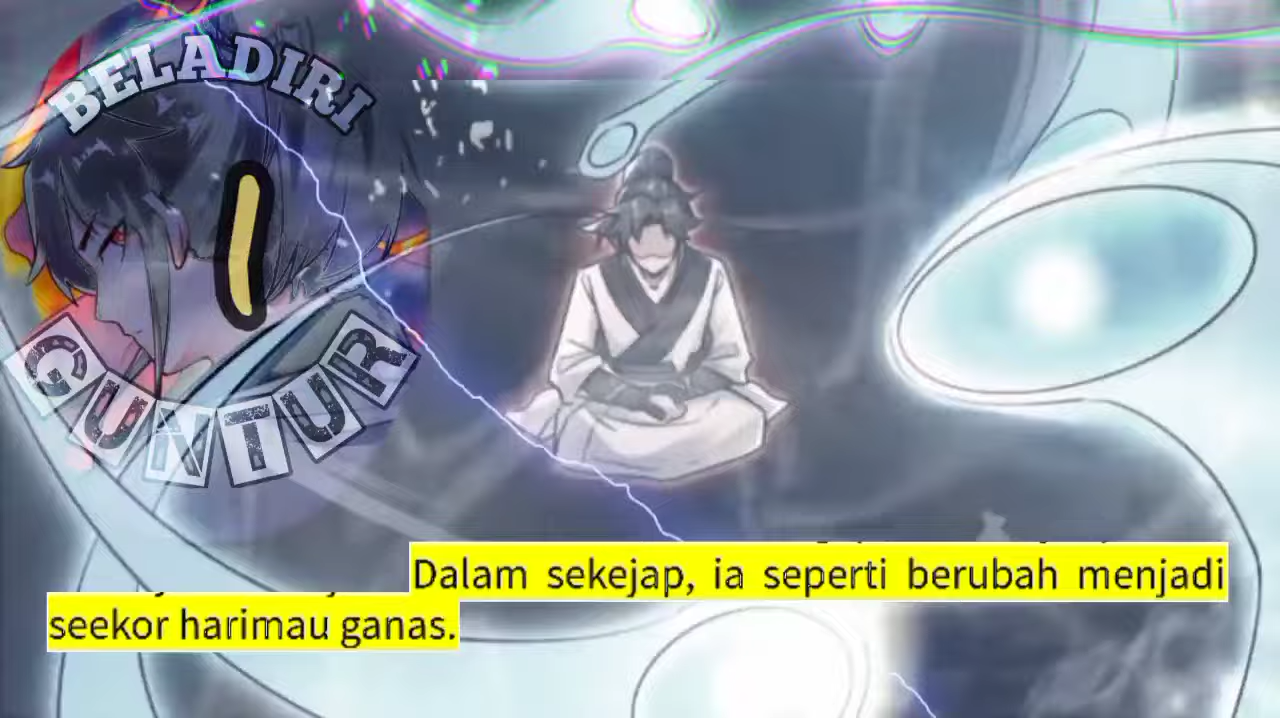 BELADIRI
GUNTUR
Dalam sekejap, ia seperti berubah menjadi
seekor harimau ganas.